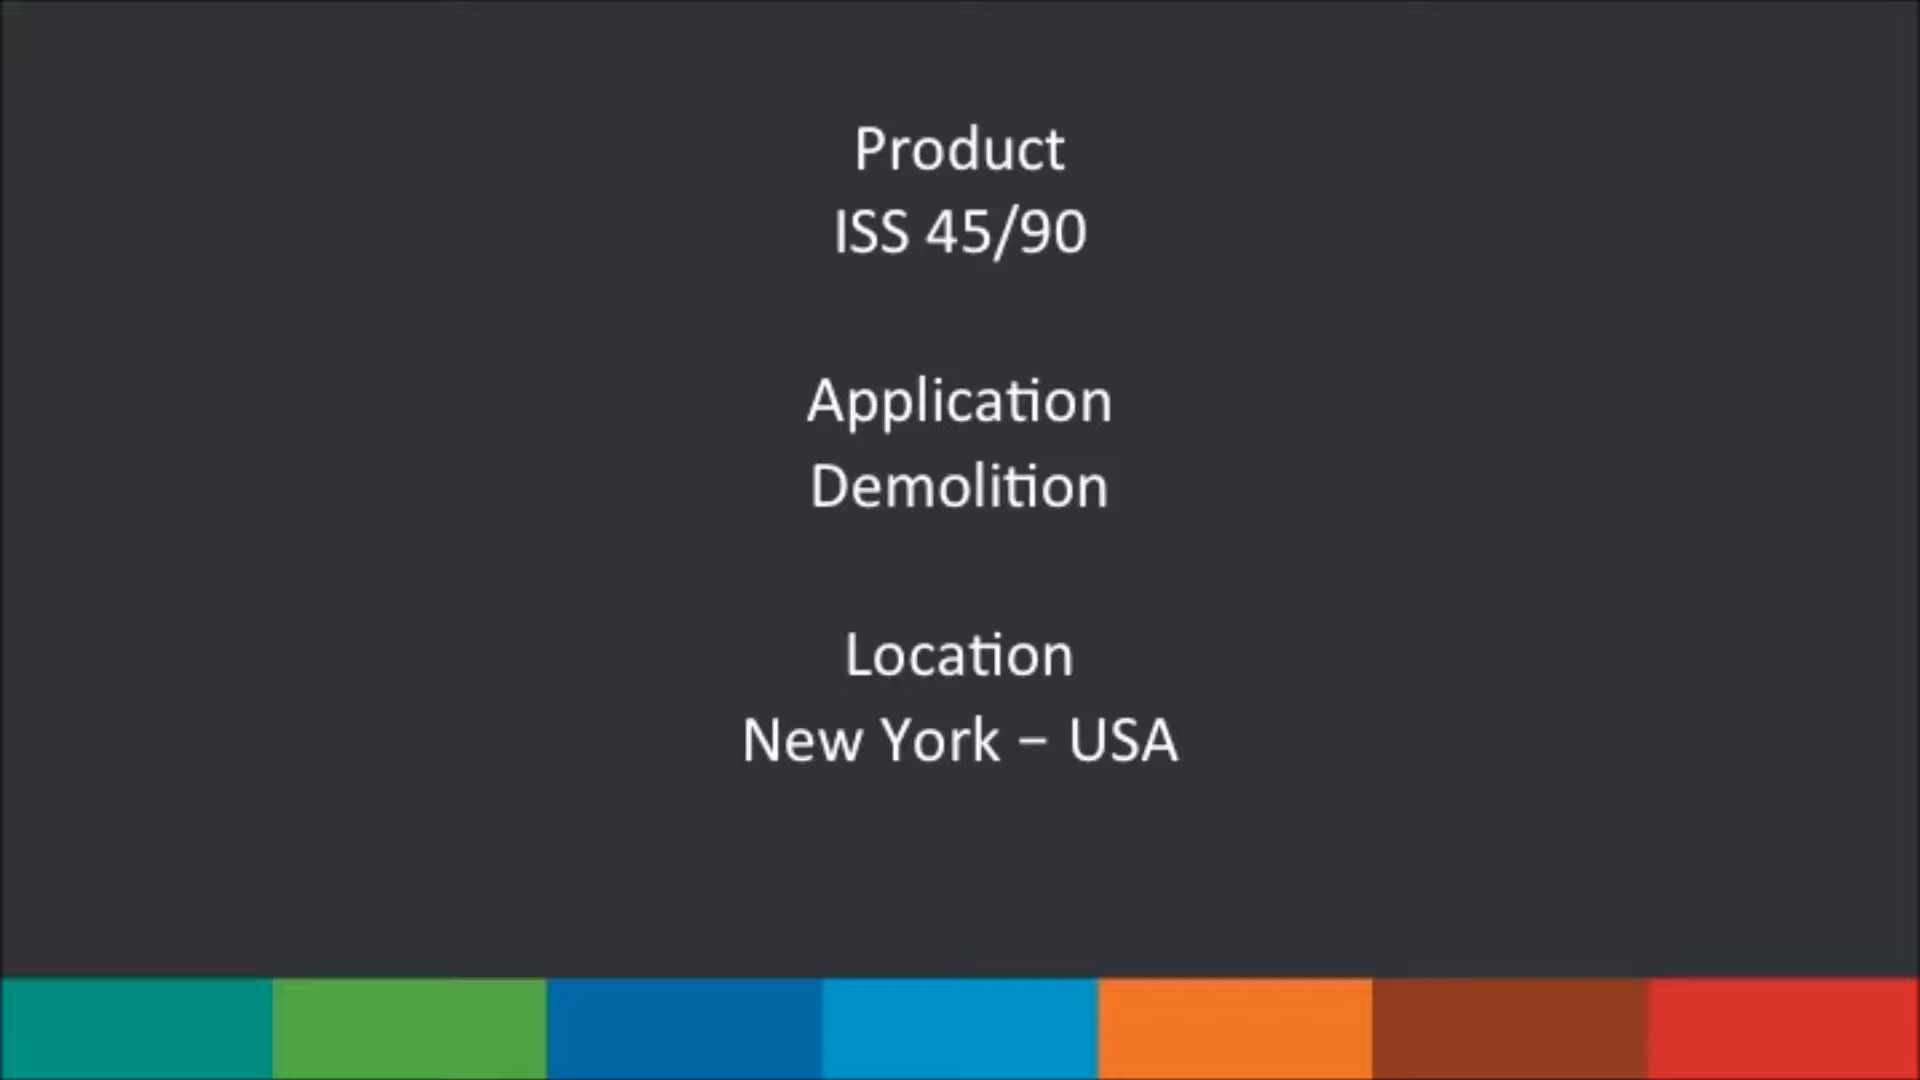 Product
ISS 45/90
Application
Demolition
Location
New York – USA